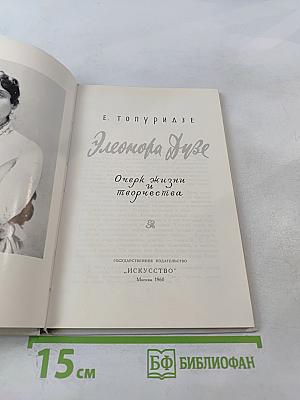 Е. ТОПУРИДЗЕ
Элеонора Дузе
Очерк жизни
и
творчества
ГОСУДАРСТВЕННОЕ ИЗДАТЕЛЬСТВО
„ИСКУССТВО"
Москва 1960
15 см
БФ БИБЛИОФАН